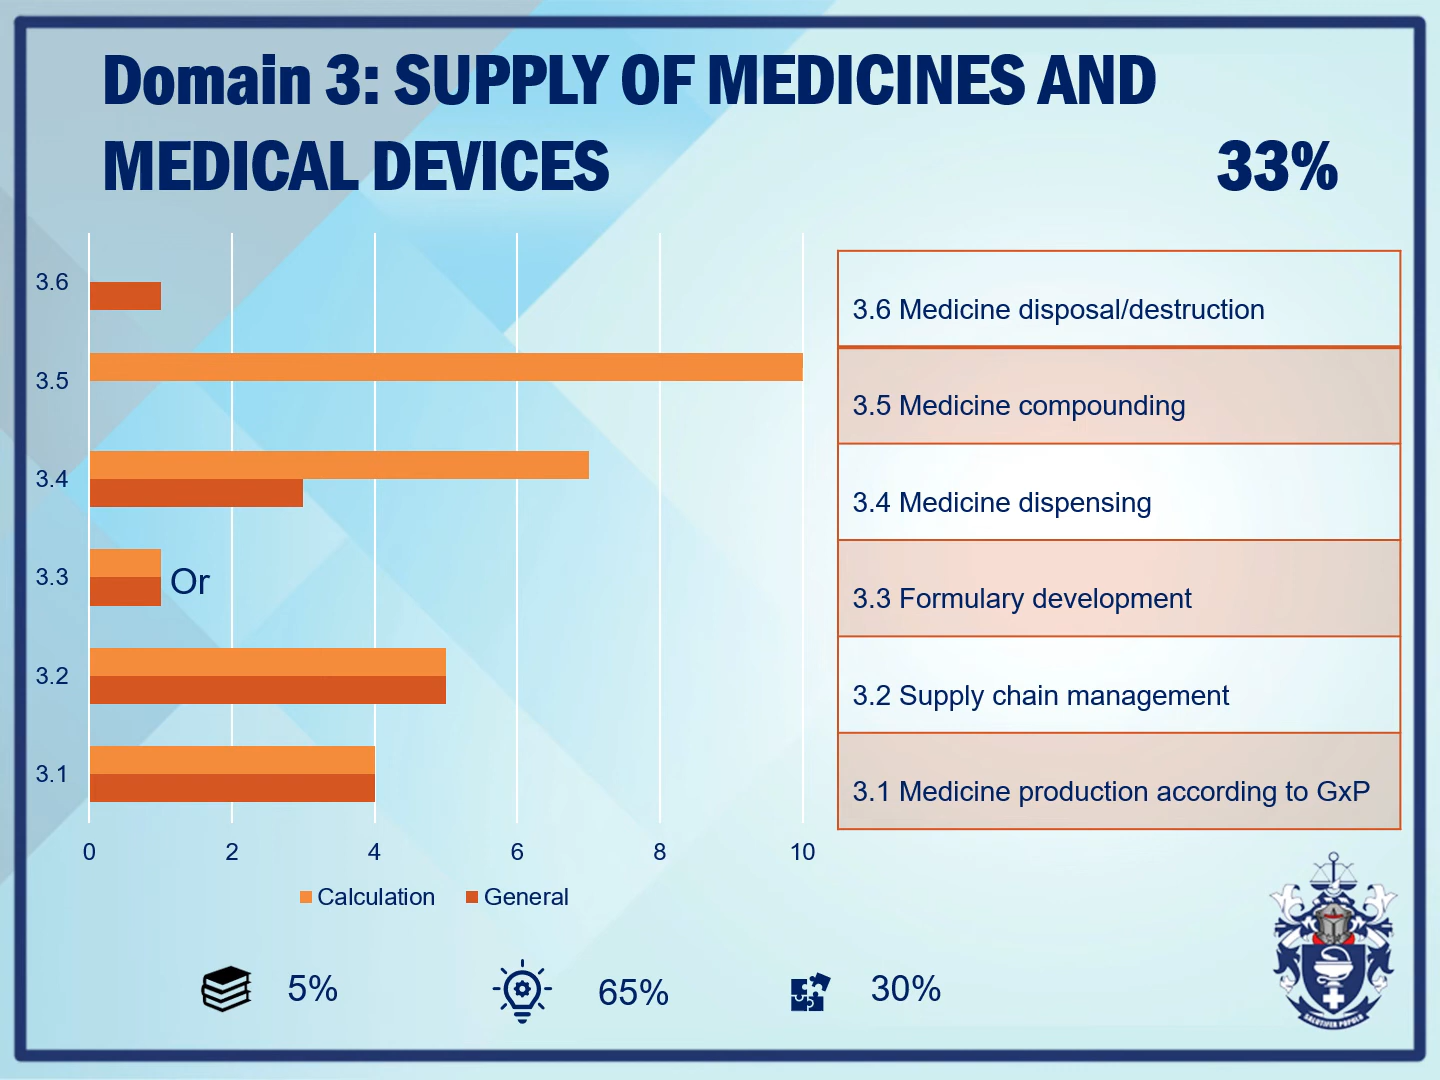 Domain 3: SUPPLY OF MEDICINES AND
MEDICAL DEVICES 33%
3.6
3.5
3.4
3.3
Or
3.2
3.1
0 2 4 6 8 10
Calculation General
3.6 Medicine disposal/destruction
3.5 Medicine compounding
3.4 Medicine dispensing
3.3 Formulary development
3.2 Supply chain management
3.1 Medicine production according to GxP
5% 65% 30%
SALUTIFER POPULO